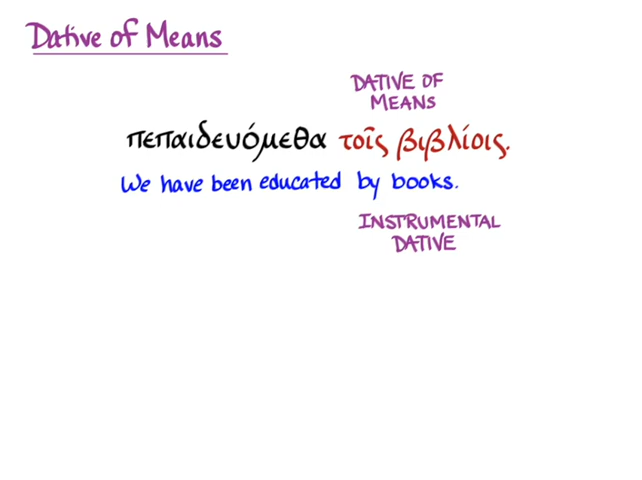 Dative of Means
DATIVE OF
MEANS
πεπαιδευόμεθα τοῖς βιβλίοις.
We have been educated by books.
INSTRUMENTAL
DATIVE